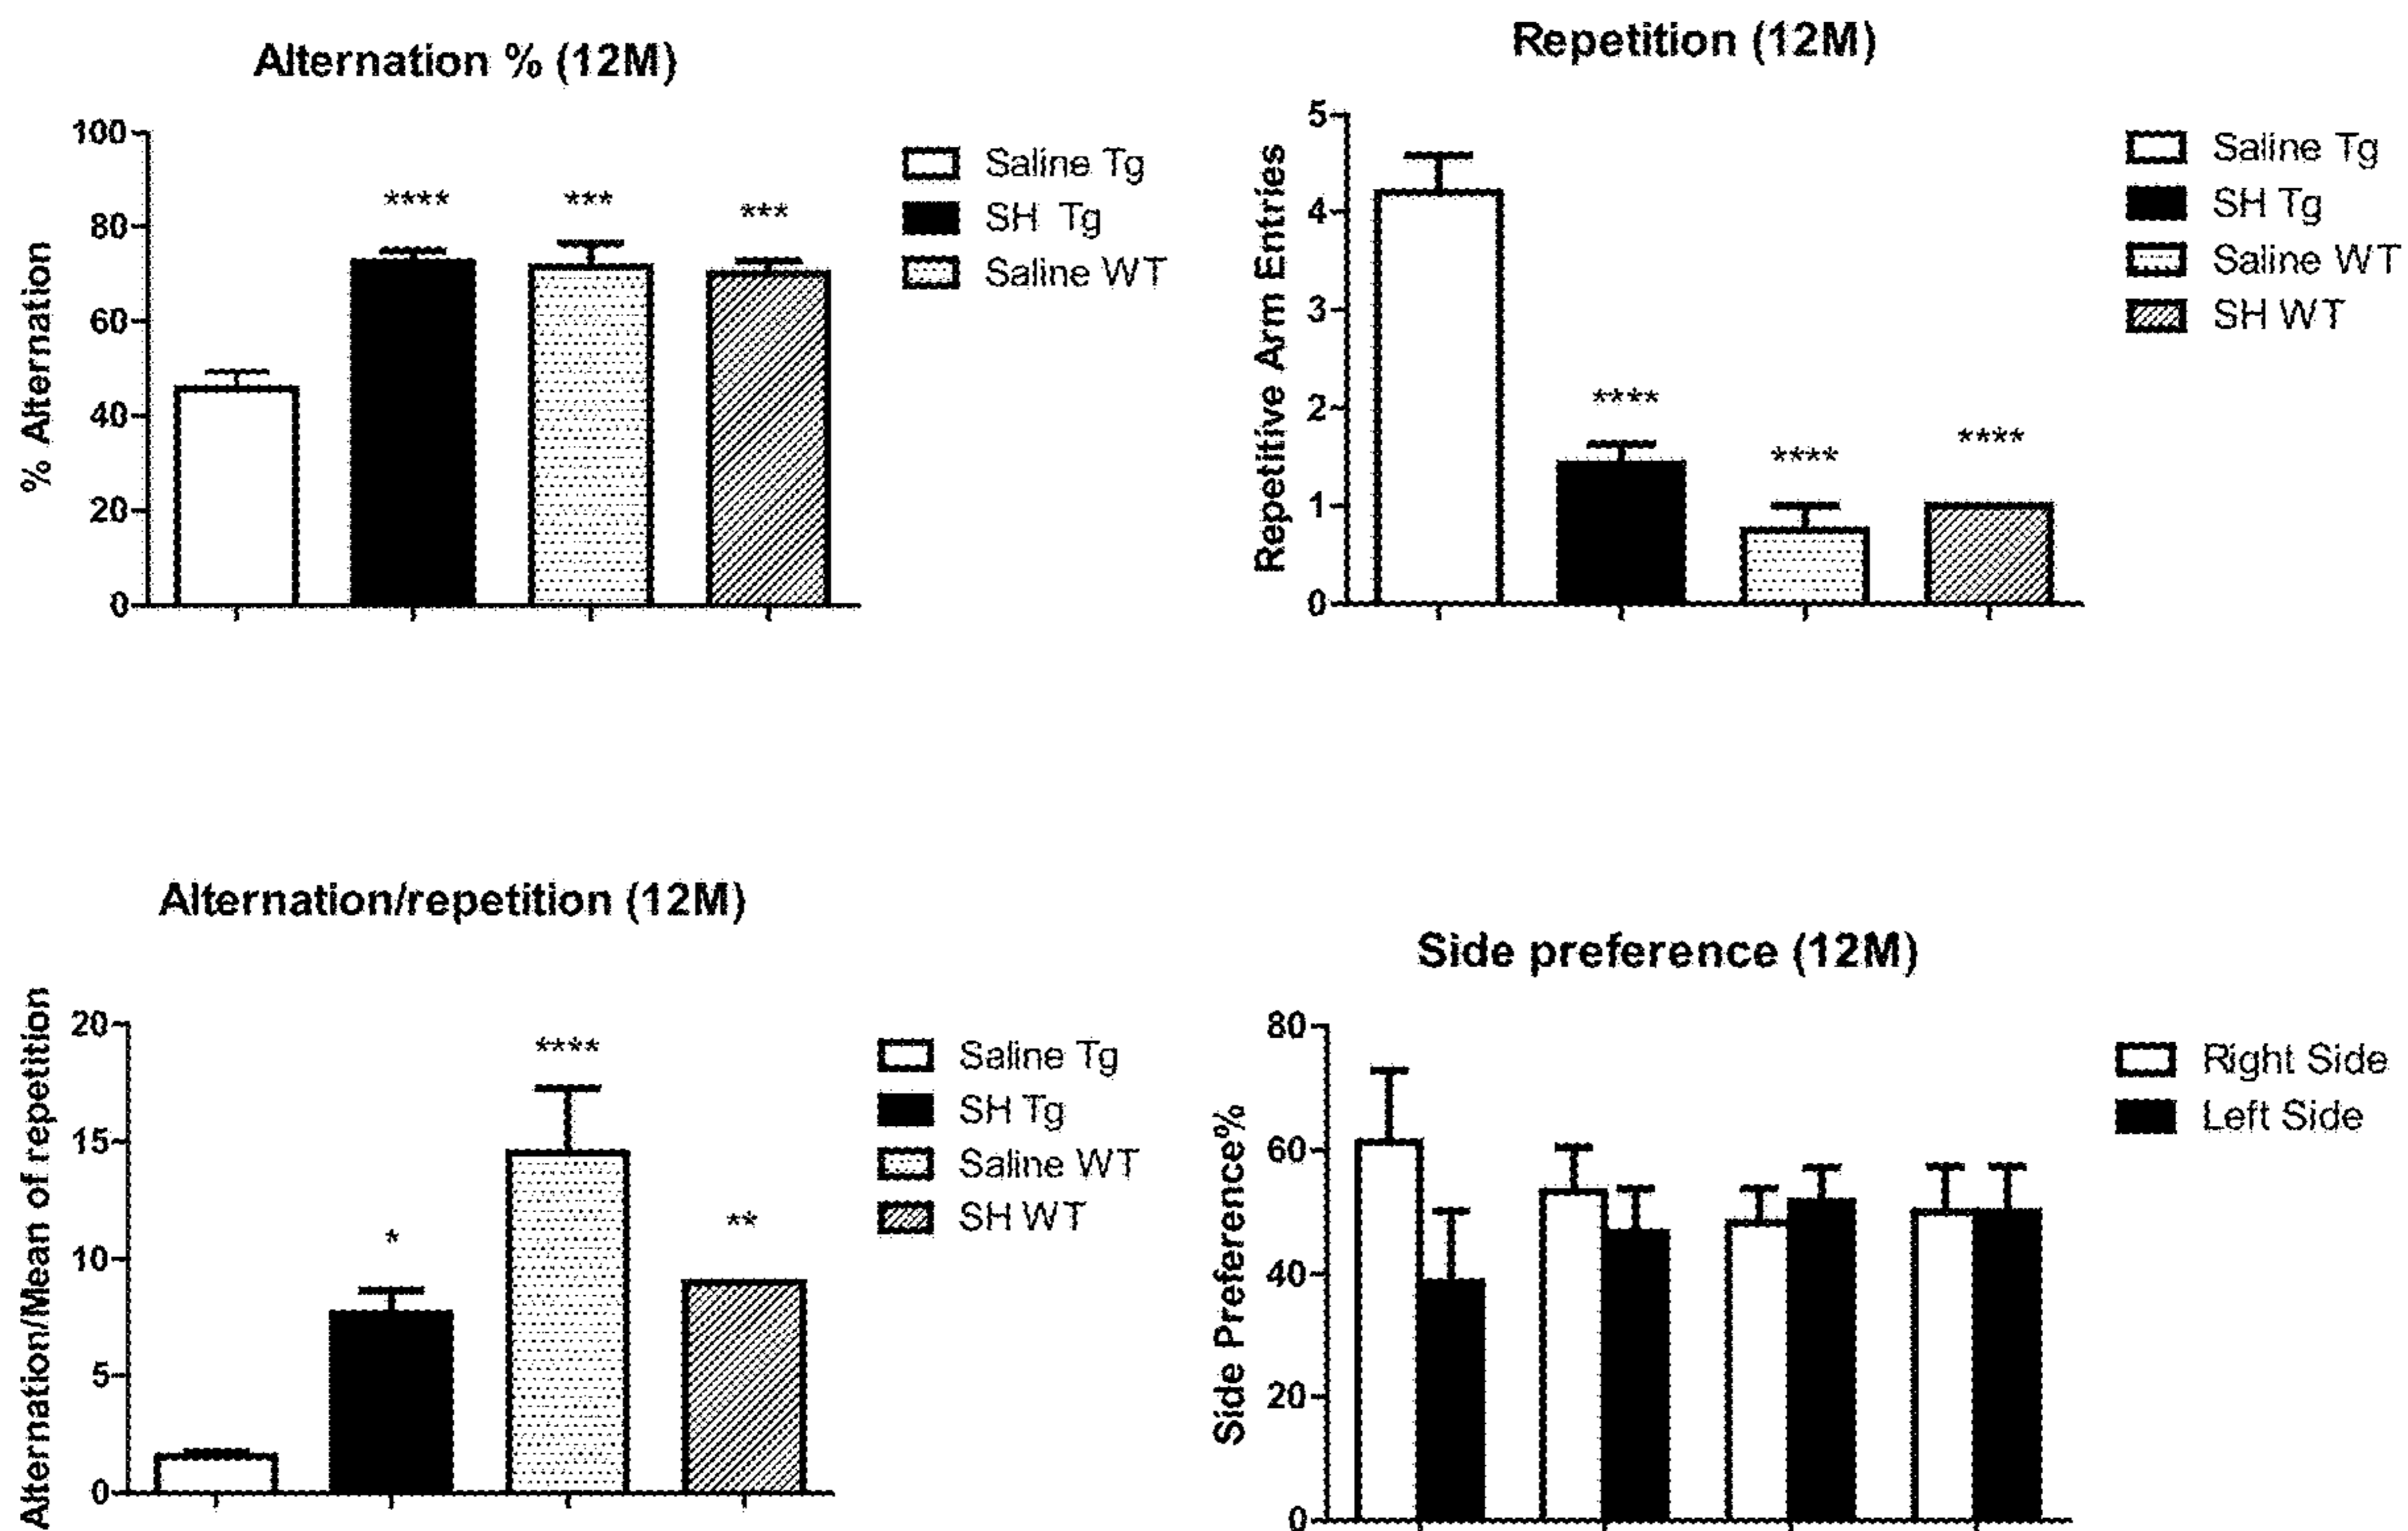 Alternation % (12M)
% Alternation
100
80
60
40
20
0
****
***
***
Saline Tg
SH Tg
Saline WT
Repetition (12M)
Repetitive Arm Entries
5
4
3
2
1
0
****
****
****
Saline Tg
SH Tg
Saline WT
SH WT
Alternation/repetition (12M)
Alternation/Mean of repetition
20
15
10
5
0
*
****
**
Saline Tg
SH Tg
Saline WT
SH WT
Side preference (12M)
Side Preference%
80
60
40
20
0
Right Side
Left Side